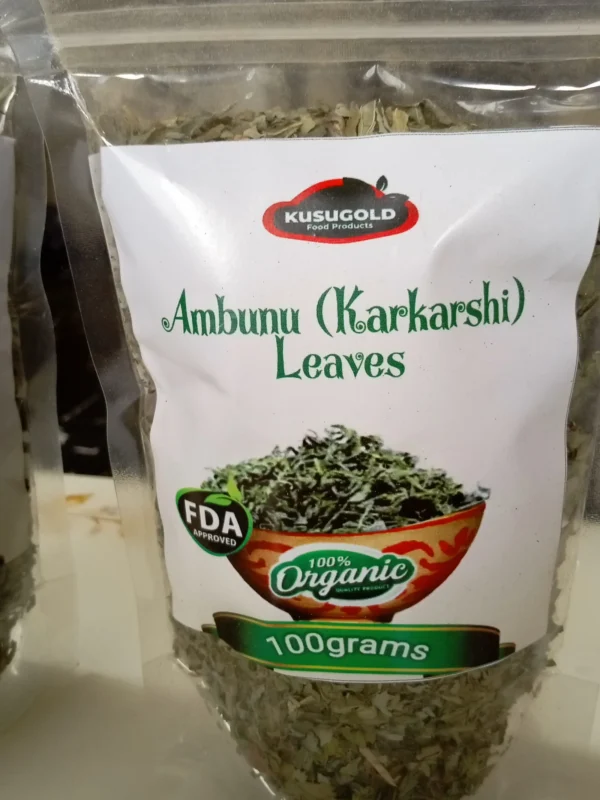 KUSUGOLD
Food Products
Ambunu (Karkarshi)
Leaves
FDA
APPROVED
100%
Organic
QUALITY PRODUCT
100grams